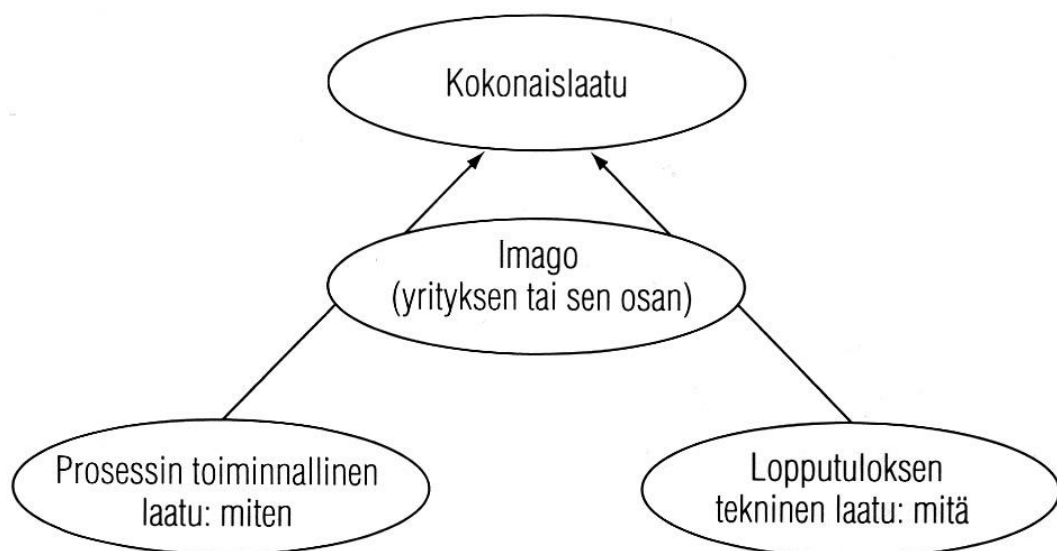 Kokonaislaatu
Imago
(yrityksen tai sen osan)
Prosessin toiminnallinen
laatu: miten
Lopputuloksen
tekninen laatu: mitä